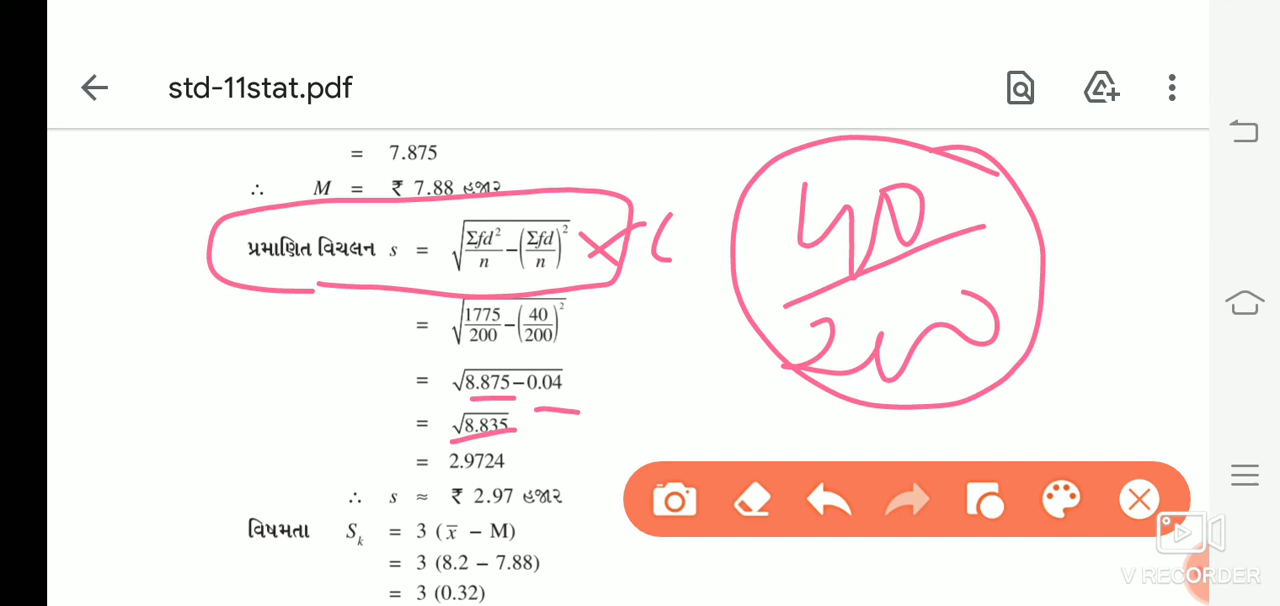 std-11stat.pdf
= 7.875
∴ M = ₹ 7.88 હજાર
પ્રમાણિત વિચલન s = √(Σfd²/n − (Σfd/n)²) × C
= √(1775/200 − (40/200)²)
= √8.875 − 0.04
= √8.835
= 2.9724
∴ s ≈ ₹ 2.97 હજાર
વિષમતા Sₖ = 3 (x̄ − M)
= 3 (8.2 − 7.88)
= 3 (0.32)
40
200
V RECORDER